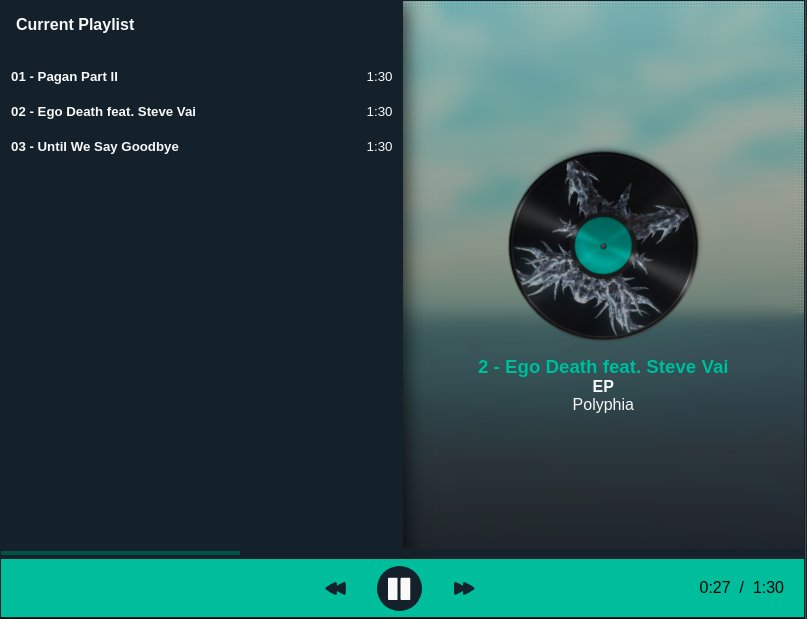 Current Playlist
01 - Pagan Part II 1:30
02 - Ego Death feat. Steve Vai 1:30
03 - Until We Say Goodbye 1:30
2 - Ego Death feat. Steve Vai
EP
Polyphia
0:27 / 1:30